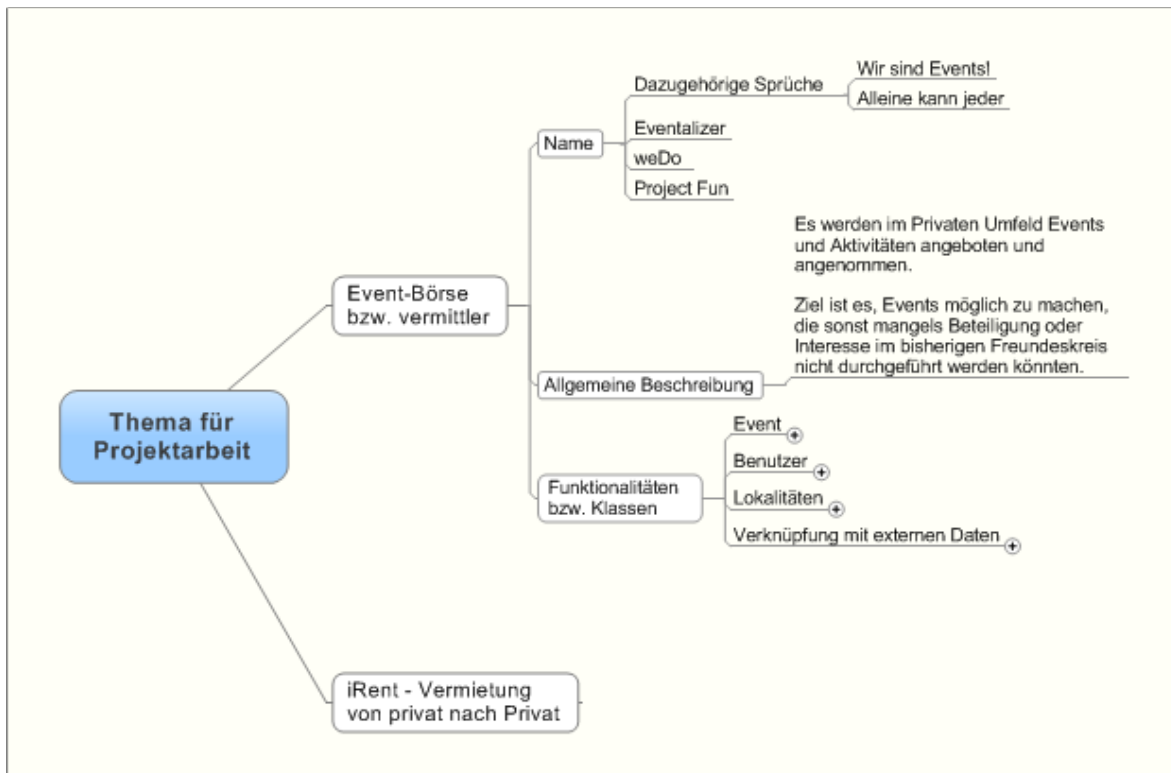 Thema für
Projektarbeit
Event-Börse
bzw. vermittler
Name
Dazugehörige Sprüche
Wir sind Events!
Alleine kann jeder
Eventalizer
weDo
Project Fun
Allgemeine Beschreibung
Es werden im Privaten Umfeld Events
und Aktivitäten angeboten und
angenommen.
Ziel ist es, Events möglich zu machen,
die sonst mangels Beteiligung oder
Interesse im bisherigen Freundeskreis
nicht durchgeführt werden könnten.
Funktionalitäten
bzw. Klassen
Event
Benutzer
Lokalitäten
Verknüpfung mit externen Daten
iRent - Vermietung
von privat nach Privat